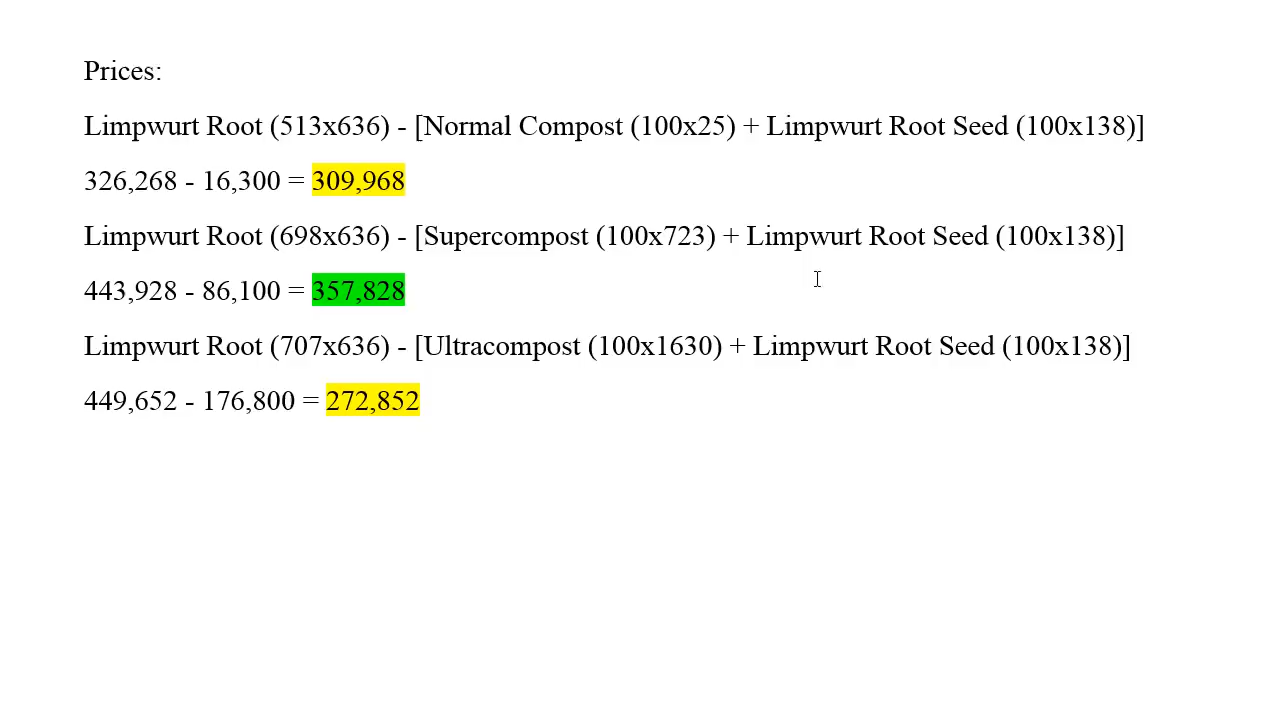 Prices:
Limpwurt Root (513x636) - [Normal Compost (100x25) + Limpwurt Root Seed (100x138)]
326,268 - 16,300 = 309,968
Limpwurt Root (698x636) - [Supercompost (100x723) + Limpwurt Root Seed (100x138)]
443,928 - 86,100 = 357,828
Limpwurt Root (707x636) - [Ultracompost (100x1630) + Limpwurt Root Seed (100x138)]
449,652 - 176,800 = 272,852